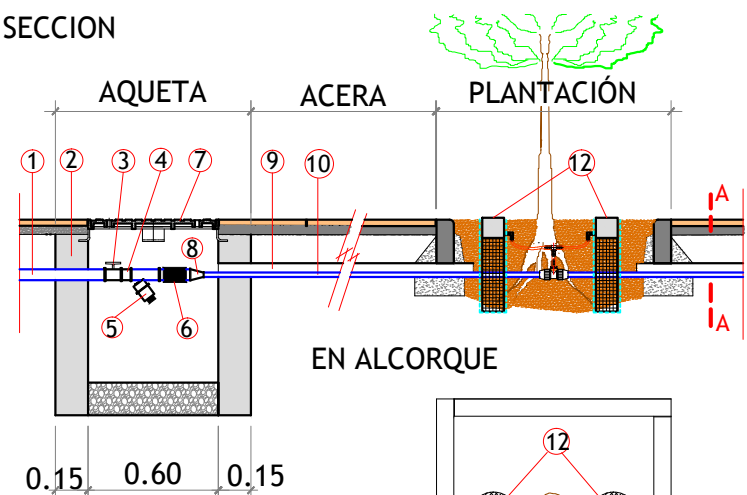 SECCION
AQUETA ACERA PLANTACIÓN
1 2 3 4 7 9 10 12
A
8
5 6
A
EN ALCORQUE
12
0.15 0.60 0.15